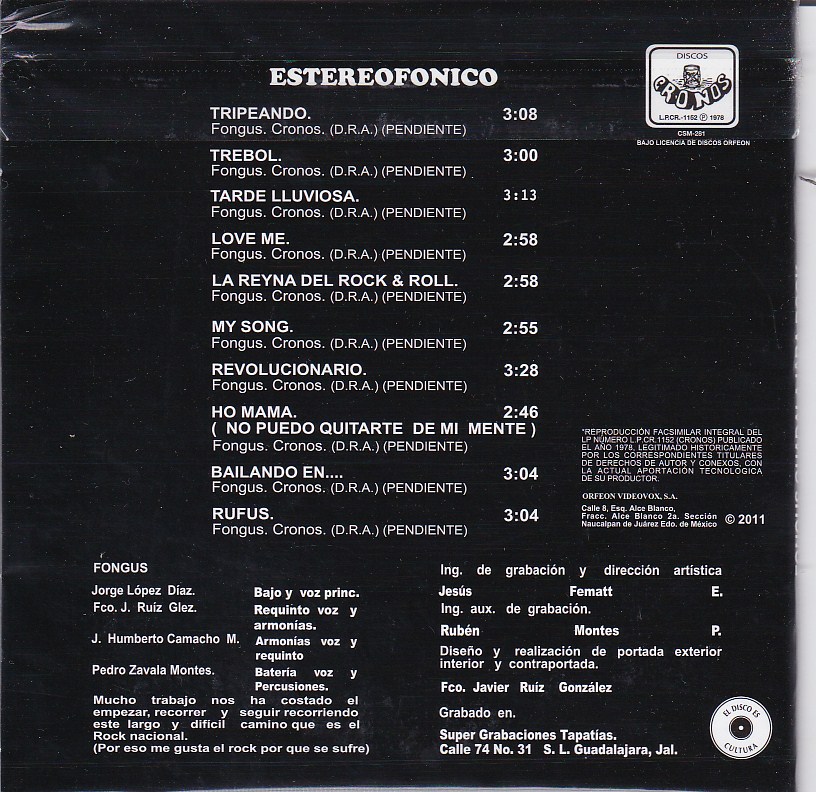 ESTEREOFONICO
TRIPEANDO. 3:08
Fongus. Cronos. (D.R.A.) (PENDIENTE)
TREBOL. 3:00
Fongus. Cronos. (D.R.A.) (PENDIENTE)
TARDE LLUVIOSA. 3:13
Fongus. Cronos. (D.R.A.) (PENDIENTE)
LOVE ME. 2:58
Fongus. Cronos. (D.R.A.) (PENDIENTE)
LA REYNA DEL ROCK & ROLL. 2:58
Fongus. Cronos. (D.R.A.) (PENDIENTE)
MY SONG. 2:55
Fongus. Cronos. (D.R.A.) (PENDIENTE)
REVOLUCIONARIO. 3:28
Fongus. Cronos. (D.R.A.) (PENDIENTE)
HO MAMA. 2:46
( NO PUEDO QUITARTE DE MI MENTE )
Fongus. Cronos. (D.R.A.) (PENDIENTE)
BAILANDO EN.... 3:04
Fongus. Cronos. (D.R.A.) (PENDIENTE)
RUFUS. 3:04
Fongus. Cronos. (D.R.A.) (PENDIENTE)
DISCOS
CRONOS
L.P.CR.-1152 Ⓟ 1978
CSM-281
BAJO LICENCIA DE DISCOS ORFEON
*REPRODUCCIÓN FACSIMILAR INTEGRAL DEL
LP NÚMERO L.P.CR.1152 (CRONOS) PUBLICADO
EL AÑO 1978, LEGITIMADO HISTORICAMENTE
POR LOS CORRESPONDIENTES TITULARES
DE DERECHOS DE AUTOR Y CONEXOS, CON
LA ACTUAL APORTACIÓN TECNOLOGICA
DE SU PRODUCTOR.
ORFEON VIDEOVOX, S.A.
Calle 8, Esq. Alce Blanco,
Fracc. Alce Blanco 2a. Sección
Naucalpan de Juárez Edo. de México © 2011
FONGUS
Jorge López Díaz. Bajo y voz princ.
Fco. J. Ruíz Glez. Requinto voz y
armonías.
J. Humberto Camacho M. Armonías voz y
requinto
Pedro Zavala Montes. Batería voz y
Percusiones.
Mucho trabajo nos ha costado el
empezar, recorrer y seguir recorriendo
este largo y dificil camino que es el
Rock nacional.
(Por eso me gusta el rock por que se sufre)
Ing. de grabación y dirección artística
Jesús Fematt E.
Ing. aux. de grabación.
Rubén Montes P.
Diseño y realización de portada exterior
interior y contraportada.
Fco. Javier Ruíz González
Grabado en.
Super Grabaciones Tapatías.
Calle 74 No. 31 S. L. Guadalajara, Jal.
EL DISCO ES
CULTURA